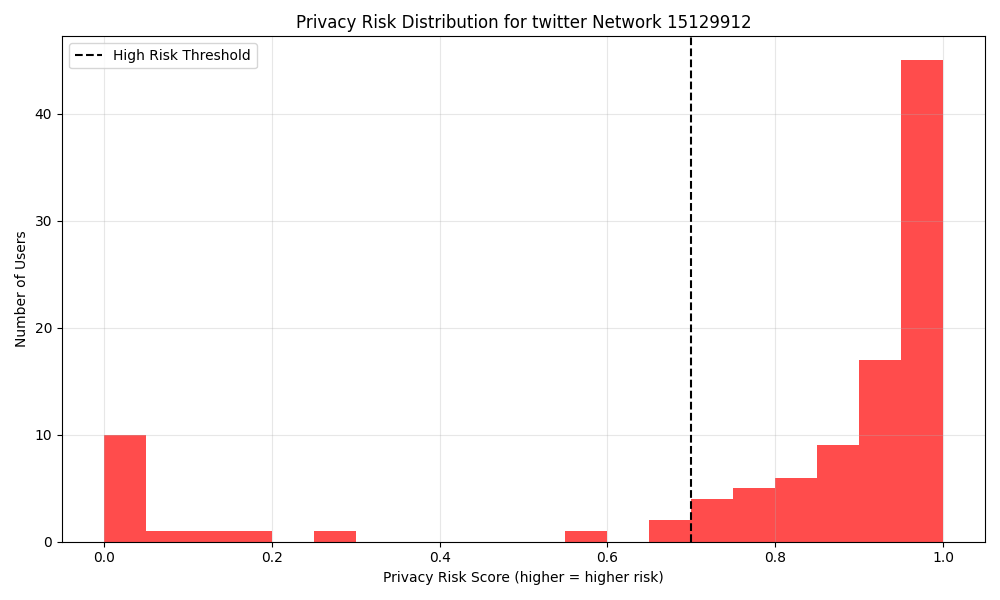 Privacy Risk Distribution for twitter Network 15129912
High Risk Threshold
Number of Users
40
30
20
10
0
0.0 0.2 0.4 0.6 0.8 1.0
Privacy Risk Score (higher = higher risk)